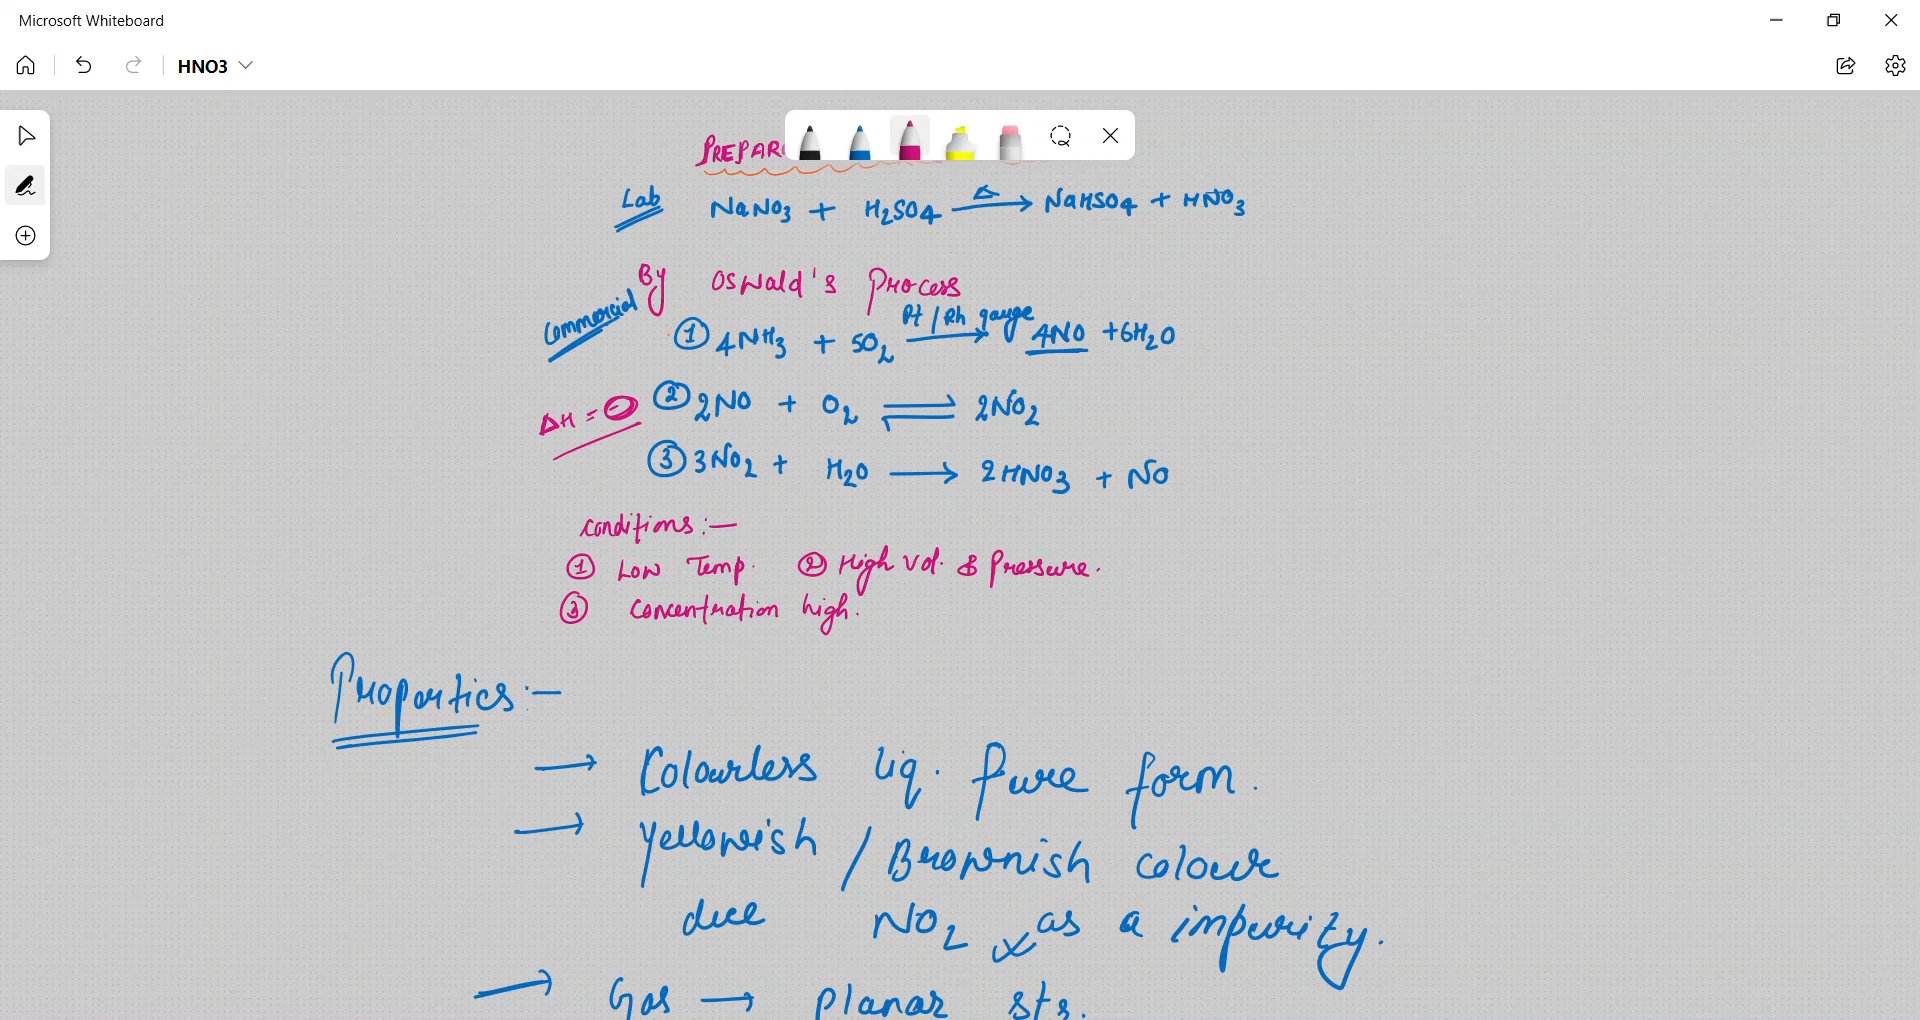 Microsoft Whiteboard
HNO3
PREPAR
Lab NaNO3 + H2SO4 Δ→ NaHSO4 + HNO3
By Oswald's Process
Commercial
Pt / Rh gauge
① 4NH3 + 5O2 → 4NO + 6H2O
② 2NO + O2 ⇌ 2NO2
ΔH = ⊖
③ 3NO2 + H2O → 2HNO3 + NO
conditions :—
① Low Temp. ② High Vol. & Pressure.
③ Concentration high.
Properties :—
→ Colourless liq. Pure form.
→ Yellowish / Brownish colour
due NO2 as a impurity.
→ Gas → planar str.